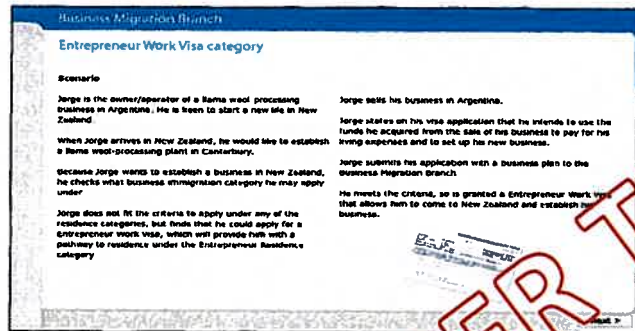 Business Migration Branch
Entrepreneur Work Visa category
Scenario
Jorge is the owner/operator of a llama wool processing
business in Argentina. He is keen to start a new life in New
Zealand.
When Jorge arrives in New Zealand, he would like to establish
a llama wool-processing plant in Canterbury.
Because Jorge wants to establish a business in New Zealand,
he checks what business immigration category he may apply
under
Jorge does not fit the criteria to apply under any of the
residence categories, but finds that he could apply for a
Entrepreneur Work Visa, which will provide him with a
pathway to residence under the Entrepreneur Residence
category
Jorge sells his business in Argentina.
Jorge states on his visa application that he intends to use the
funds he acquired from the sale of his business to pay for his
living expenses and to set up his new business.
Jorge submits his application with a business plan to the
Business Migration Branch
He meets the criteria, so is granted a Entrepreneur Work Visa
that allows him to come to New Zealand and establish
business.
Next >
ER T